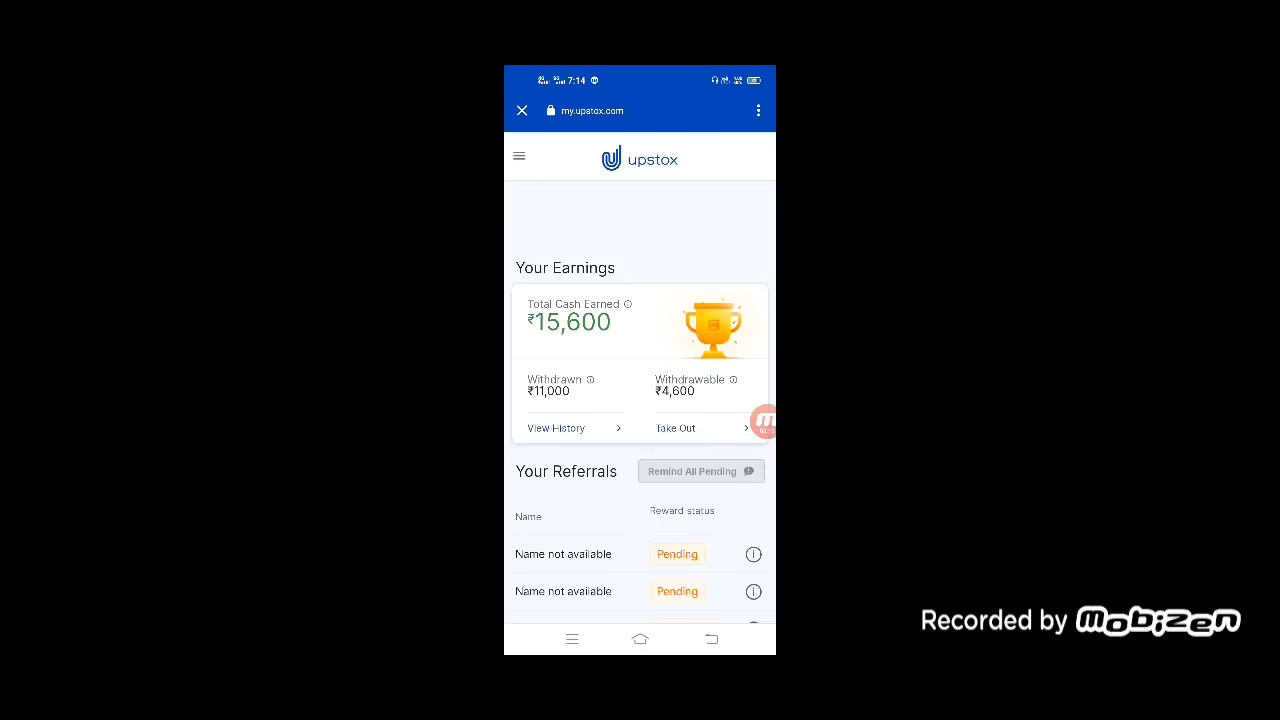 7:14
my.upstox.com
upstox
Your Earnings
Total Cash Earned
₹15,600
Withdrawn
₹11,000
Withdrawable
₹4,600
View History
Take Out
Your Referrals
Remind All Pending
Name
Reward status
Name not available
Pending
Name not available
Pending
Recorded by mobizen